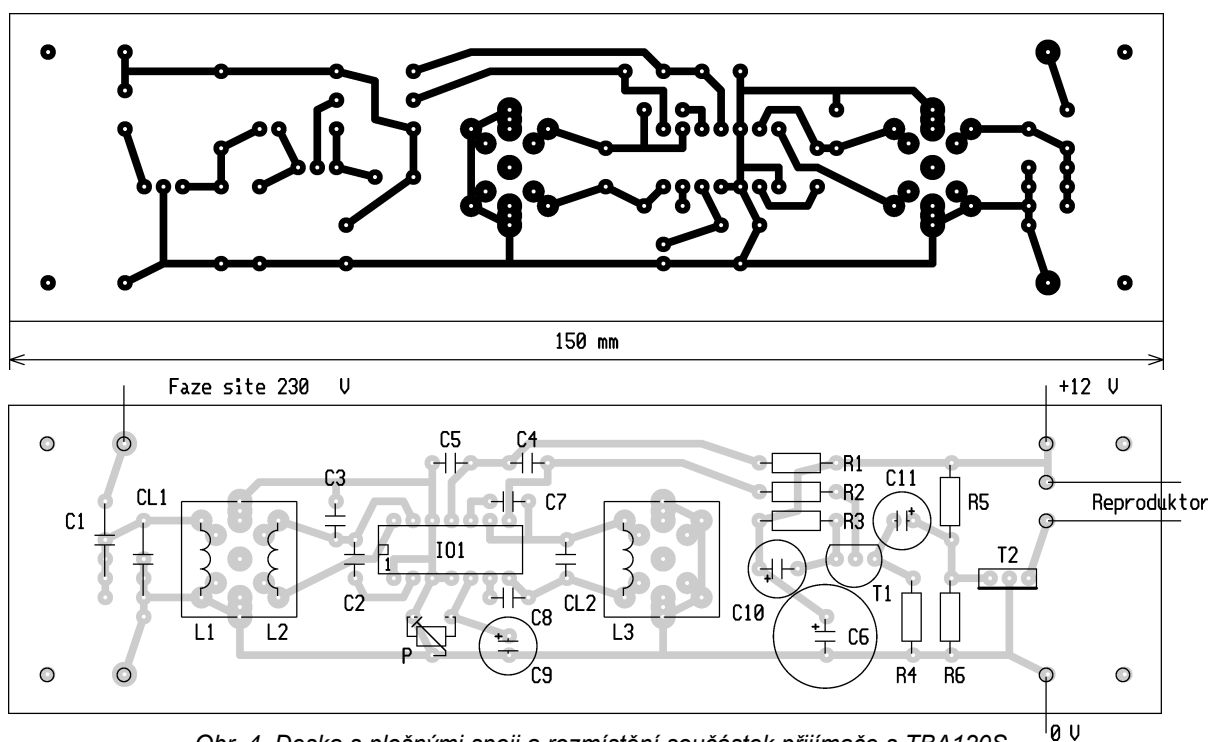 150 mm
Faze site 230 V
+12 V
C5
C4
R1
C3
C11
CL1
R2
R5
C7
Reproduktor
C1
R3
IO1
T2
1
C2
C8
CL2
T1
C10
L1
L2
L3
C6
P
C9
R4
R6
0 V
Obr. 4. Deska s plošnými spoji a rozmístění součástek přijímače s TBA120S